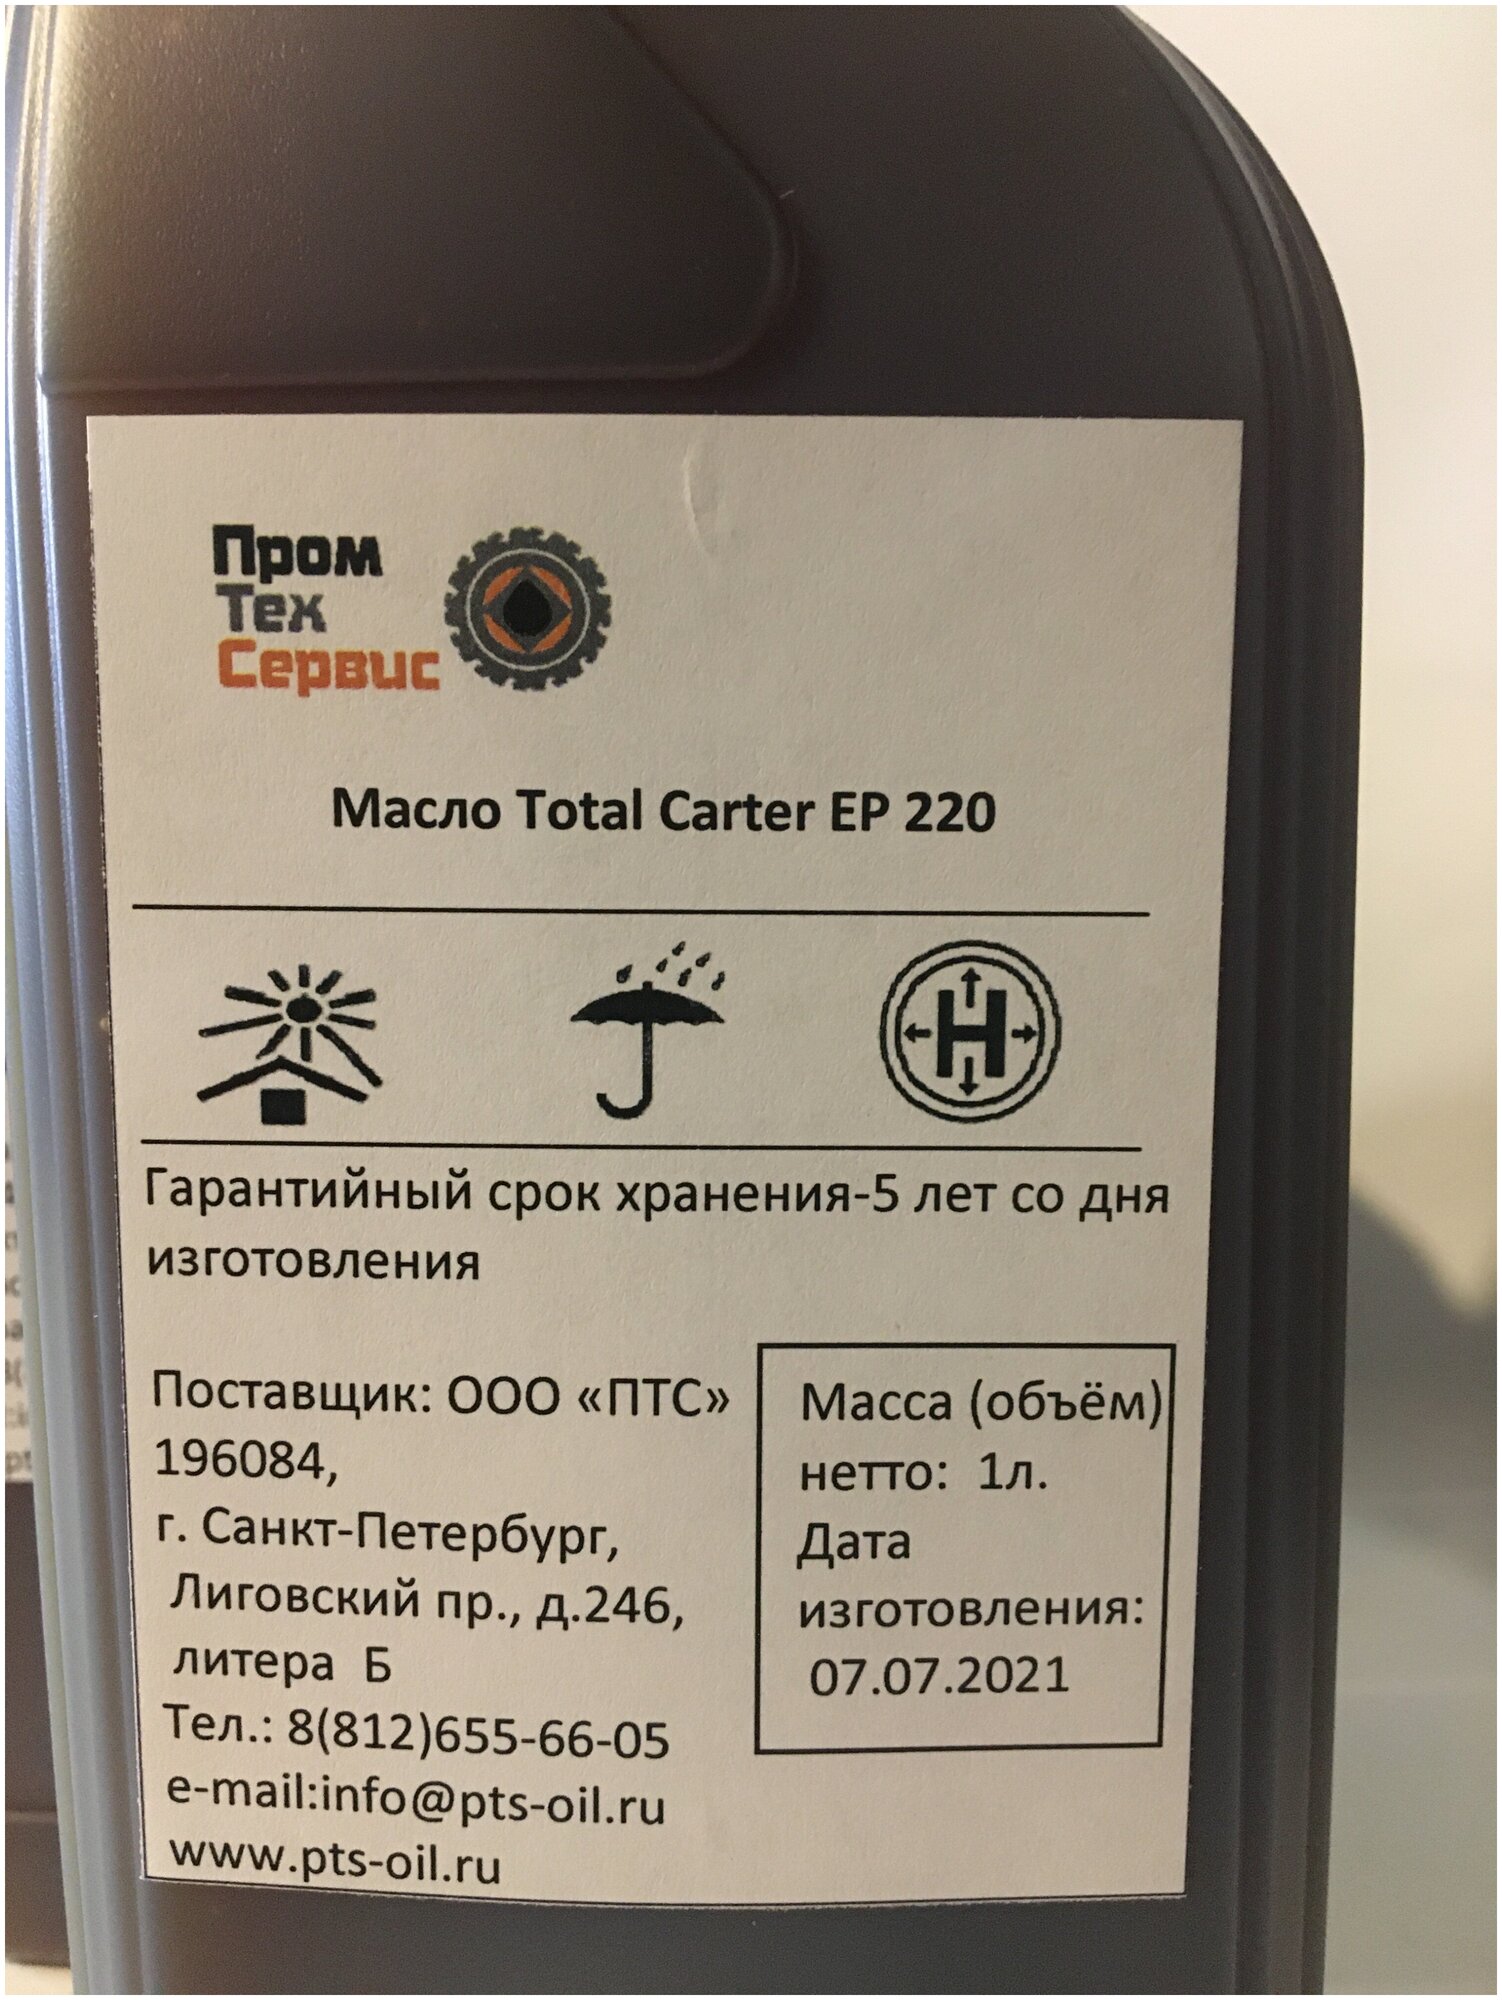 Пром
Тех
Сервис
Масло Total Carter EP 220
Н
Гарантийный срок хранения-5 лет со дня
изготовления
Поставщик: ООО «ПТС»
196084,
г. Санкт-Петербург,
Лиговский пр., д.246,
литера Б
Тел.: 8(812)655-66-05
e-mail:info@pts-oil.ru
www.pts-oil.ru
Масса (объём)
нетто: 1л.
Дата
изготовления:
07.07.2021